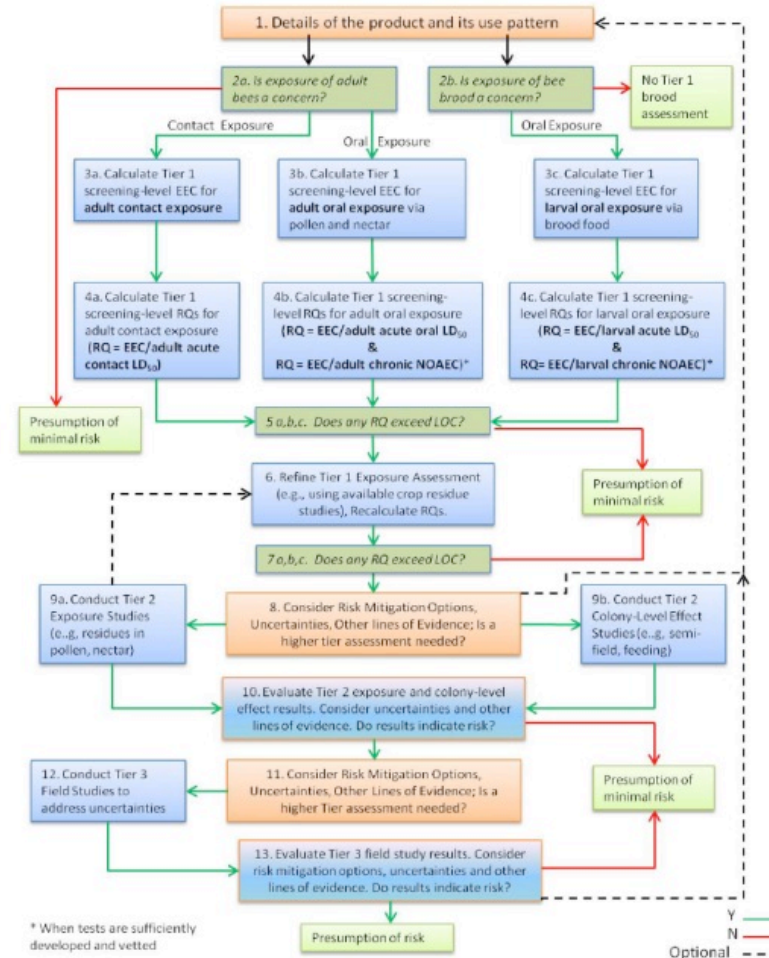 1. Details of the product and its use pattern
2a. Is exposure of adult
bees a concern?
2b. Is exposure of bee
brood a concern?
No Tier 1
brood
assessment
Contact Exposure
Oral Exposure
Oral Exposure
3a. Calculate Tier 1
screening-level EEC for
adult contact exposure
3b. Calculate Tier 1
screening-level EEC for
adult oral exposure via
pollen and nectar
3c. Calculate Tier 1
screening-level EEC for
larval oral exposure via
brood food
4a. Calculate Tier 1
screening-level RQs for
adult contact exposure
(RQ = EEC/adult acute
contact LD50)
4b. Calculate Tier 1 screening-
level RQs for adult oral exposure
(RQ = EEC/adult acute oral LD50
&
RQ = EEC/adult chronic NOAEC)*
4c. Calculate Tier 1 screening-
level RQs for larval oral exposure
(RQ = EEC/larval acute LD50
&
RQ= EEC/larval chronic NOAEC)*
Presumption of
minimal risk
5 a,b,c. Does any RQ exceed LOC?
6. Refine Tier 1 Exposure Assessment
(e.g., using available crop residue
studies), Recalculate RQs.
Presumption of
minimal risk
7 a,b,c. Does any RQ exceed LOC?
9a. Conduct Tier 2
Exposure Studies
(e..g, residues in
pollen, nectar)
8. Consider Risk Mitigation Options,
Uncertainties, Other lines of Evidence; Is a
higher tier assessment needed?
9b. Conduct Tier 2
Colony-Level Effect
Studies (e..g, semi-
field, feeding)
10. Evaluate Tier 2 exposure and colony-level
effect results. Consider uncertainties and other
lines of evidence. Do results indicate risk?
12. Conduct Tier 3
Field Studies to
address uncertainties
11. Consider Risk Mitigation Options,
Uncertainties, Other Lines of Evidence; Is a
higher Tier assessment needed?
Presumption of
minimal risk
13. Evaluate Tier 3 field study results. Consider
risk mitigation options, uncertainties and other
lines of evidence. Do results indicate risk?
* When tests are sufficiently
developed and vetted
Presumption of risk
Y
N
Optional